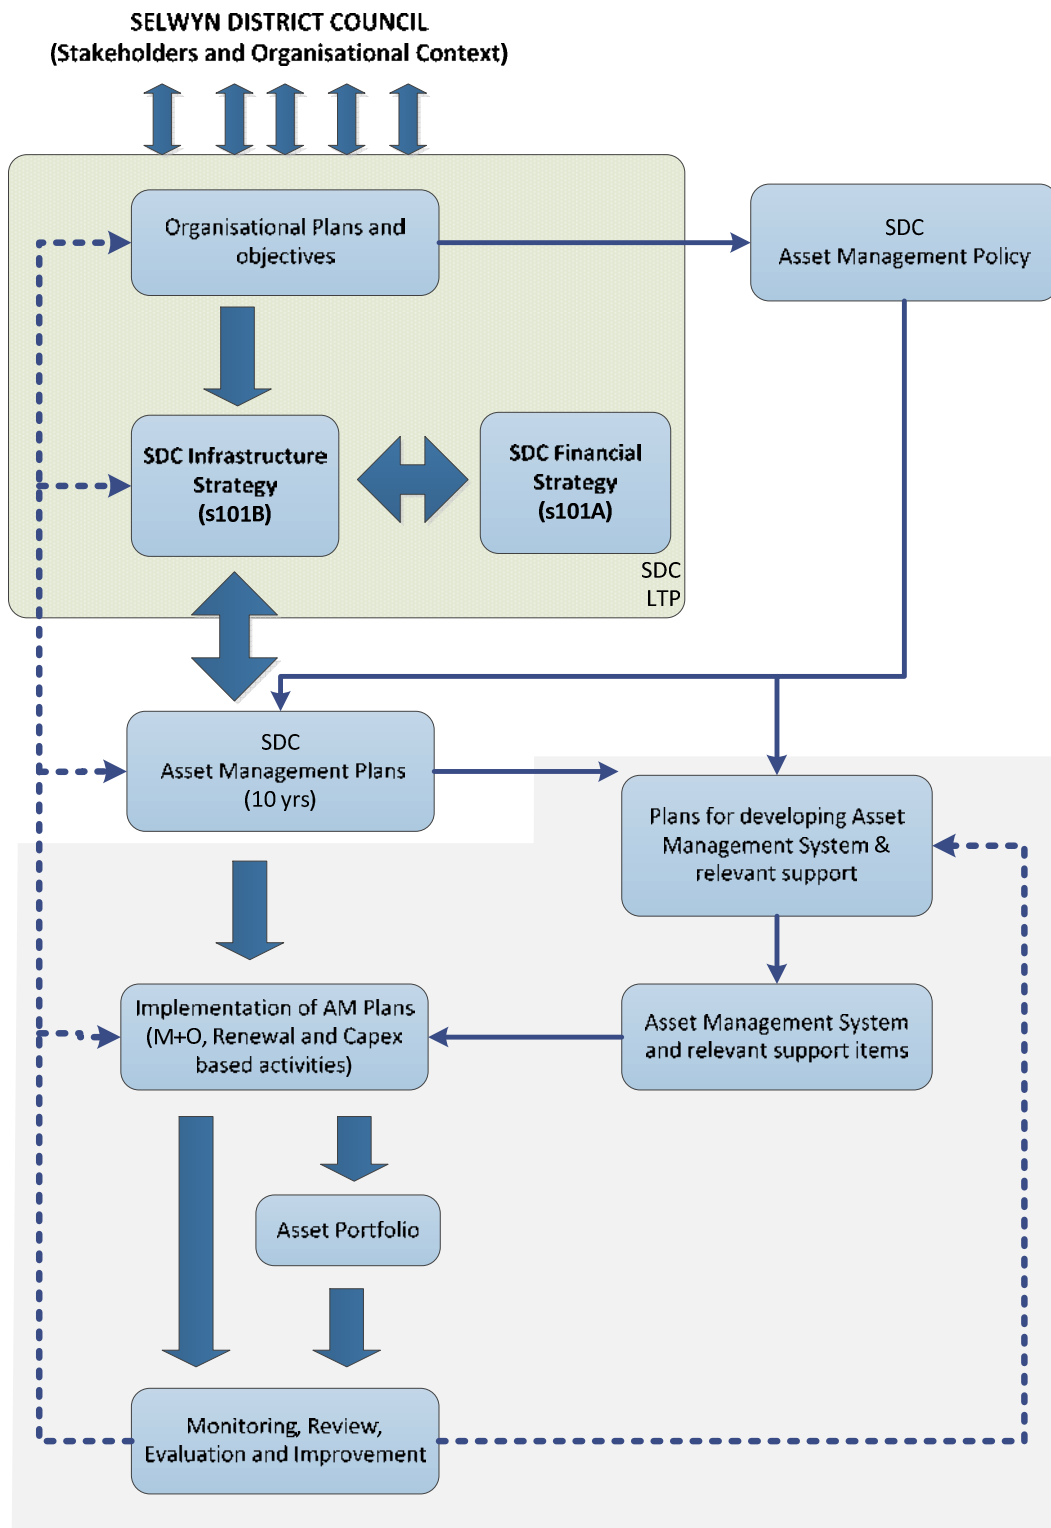 SELWYN DISTRICT COUNCIL
(Stakeholders and Organisational Context)
Organisational Plans and
objectives
SDC
Asset Management Policy
SDC Infrastructure
Strategy
(s101B)
SDC Financial
Strategy
(s101A)
SDC
LTP
SDC
Asset Management Plans
(10 yrs)
Plans for developing Asset
Management System &
relevant support
Implementation of AM Plans
(M+O, Renewal and Capex
based activities)
Asset Management System
and relevant support items
Asset Portfolio
Monitoring, Review,
Evaluation and Improvement